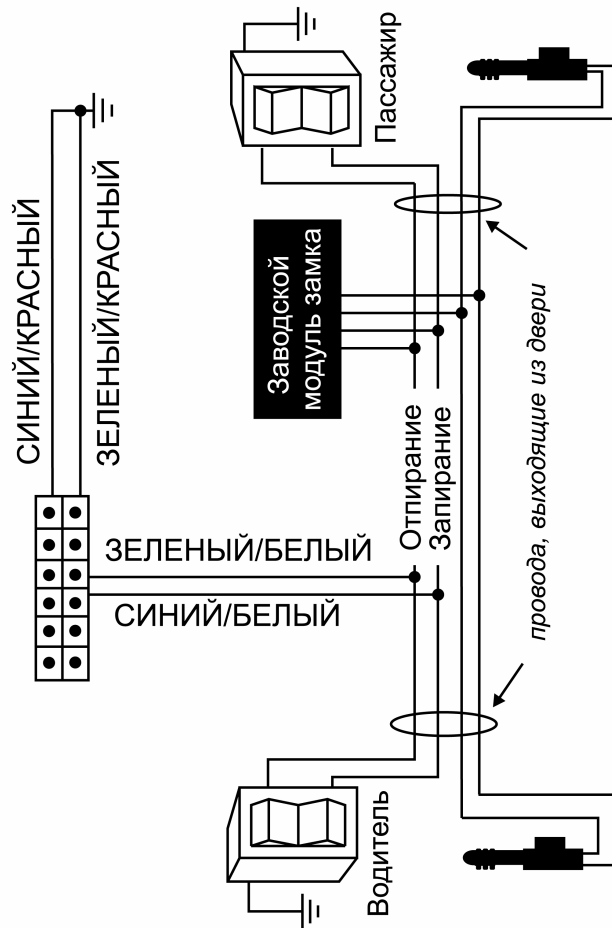 СИНИЙ/КРАСНЫЙ
ЗЕЛЕНЫЙ/КРАСНЫЙ
ЗЕЛЕНЫЙ/БЕЛЫЙ
СИНИЙ/БЕЛЫЙ
Пассажир
Заводской
модуль замка
Отпирание
Запирание
провода, выходящие из двери
Водитель